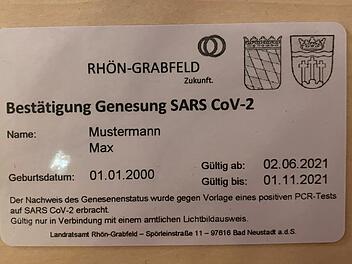 RHÖN-GRABFELD
Zukunft.
Bestätigung Genesung SARS CoV-2
Name: Mustermann
Max
Gültig ab: 02.06.2021
Geburtsdatum: 01.01.2000
Gültig bis: 01.11.2021
Der Nachweis des Genesenenstatus wurde gegen Vorlage eines positiven PCR-Tests
auf SARS CoV-2 erbracht.
Gültig nur in Verbindung mit einem amtlichen Lichtbildausweis.
Landratsamt Rhön-Grabfeld – Spörleinstraße 11 – 97616 Bad Neustadt a.d.S.